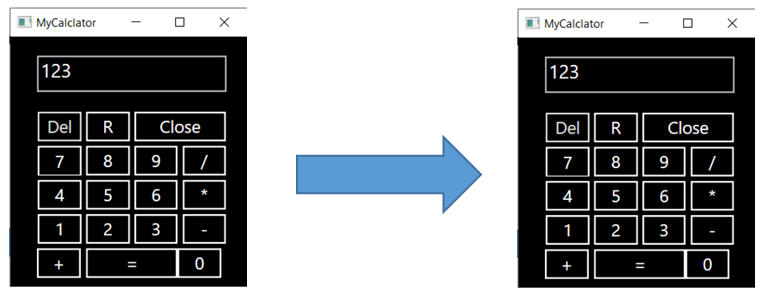 MyCalclator
123
Del R Close
7 8 9 /
4 5 6 *
1 2 3 -
+ = 0
MyCalclator
123
Del R Close
7 8 9 /
4 5 6 *
1 2 3 -
+ = 0